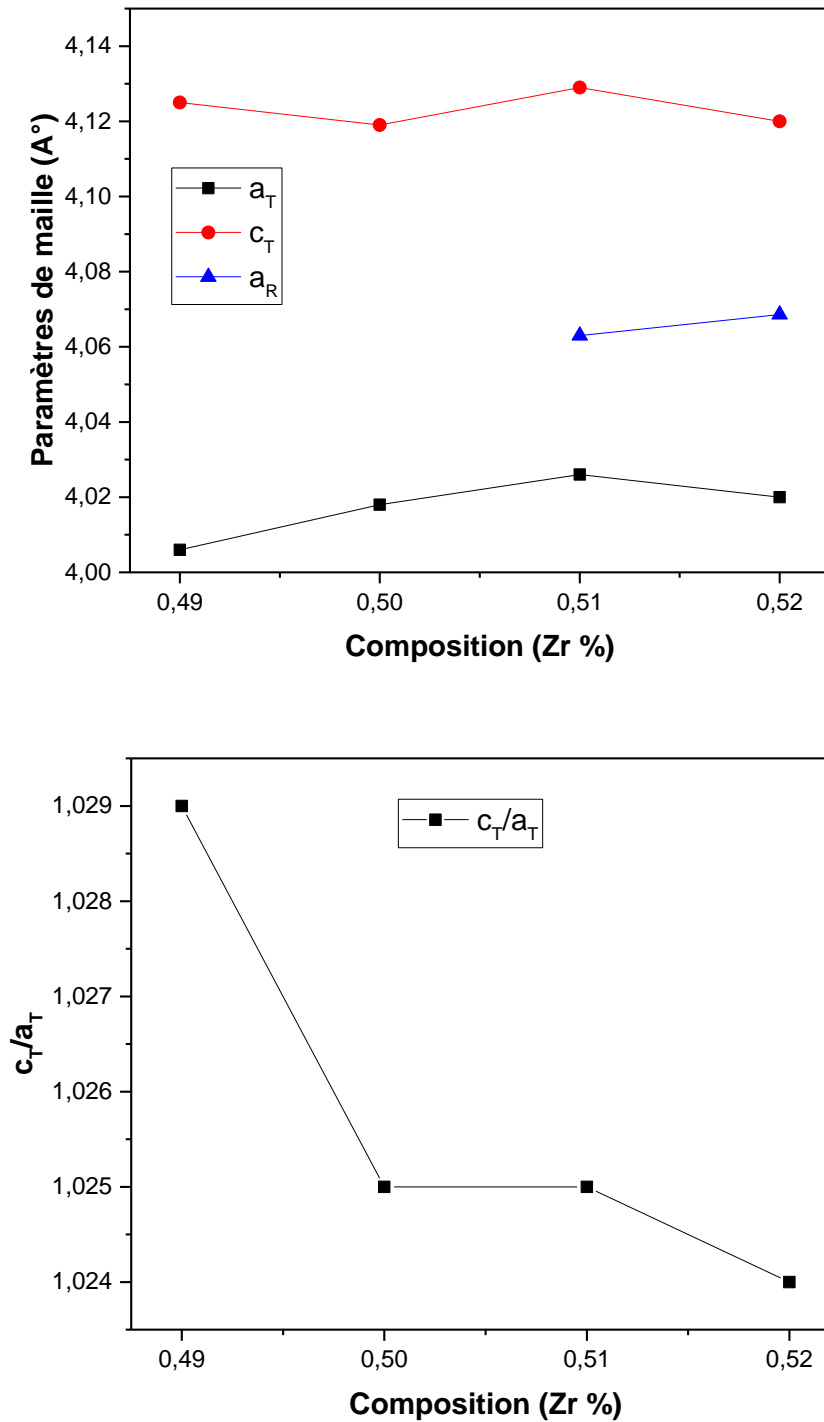 4,14
4,12
4,10
4,08
4,06
4,04
4,02
4,00
Paramètres de maille (A°)
a_T
c_T
a_R
0,49 0,50 0,51 0,52
Composition (Zr %)
1,029
1,028
1,027
1,026
1,025
1,024
c_T/a_T
c_T/a_T
0,49 0,50 0,51 0,52
Composition (Zr %)